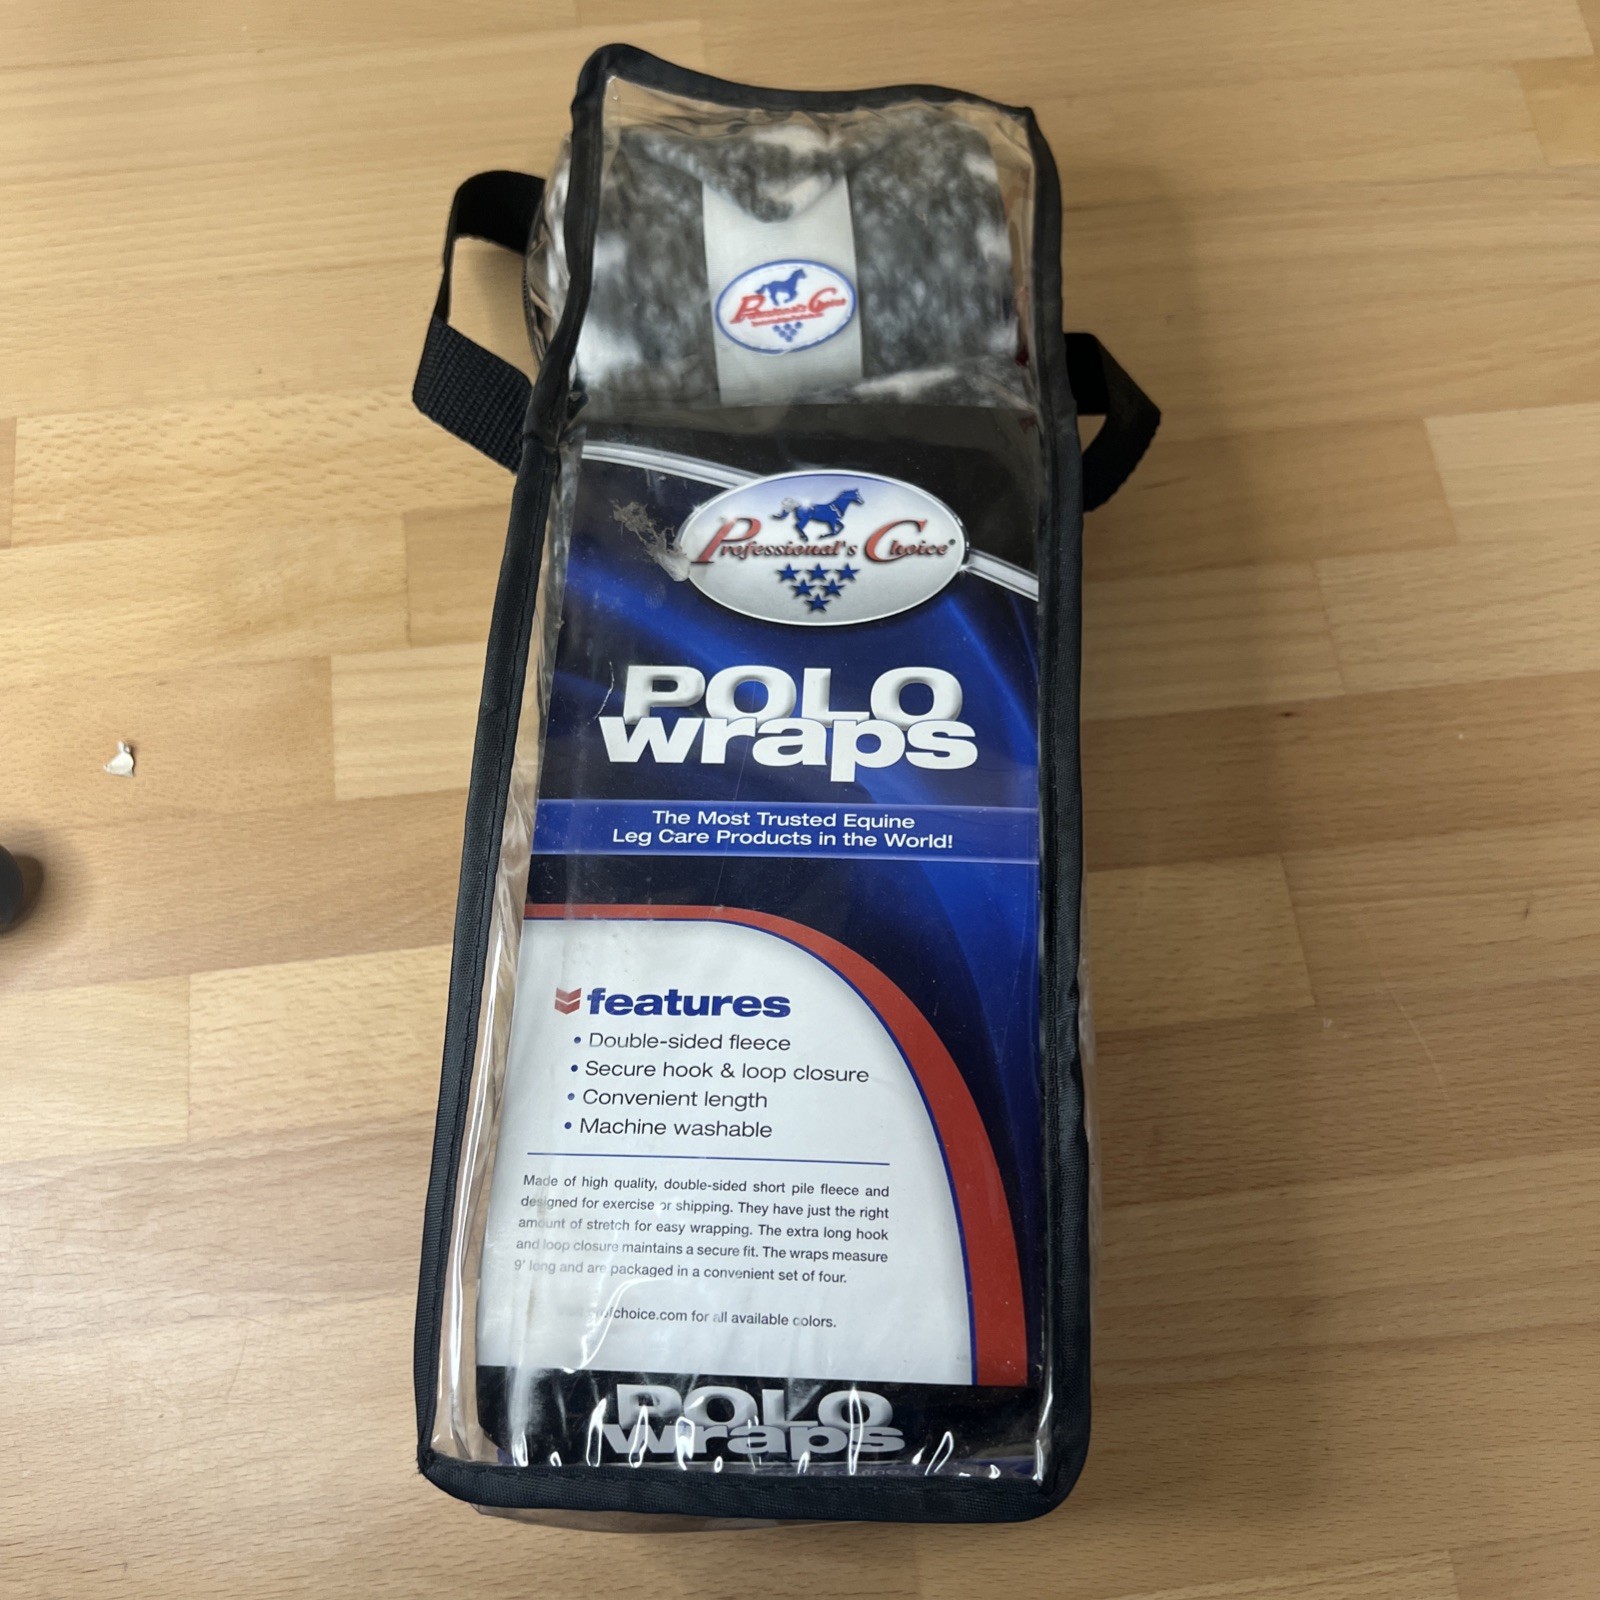 Professional's Choice
Professional's Choice®
POLO
wraps
The Most Trusted Equine
Leg Care Products in the World!
features
• Double-sided fleece
• Secure hook & loop closure
• Convenient length
• Machine washable
Made of high quality, double-sided short pile fleece and
designed for exercise or shipping. They have just the right
amount of stretch for easy wrapping. The extra long hook
and loop closure maintains a secure fit. The wraps measure
9' long and are packaged in a convenient set of four.
ofchoice.com for all available colors.
POLO
wraps